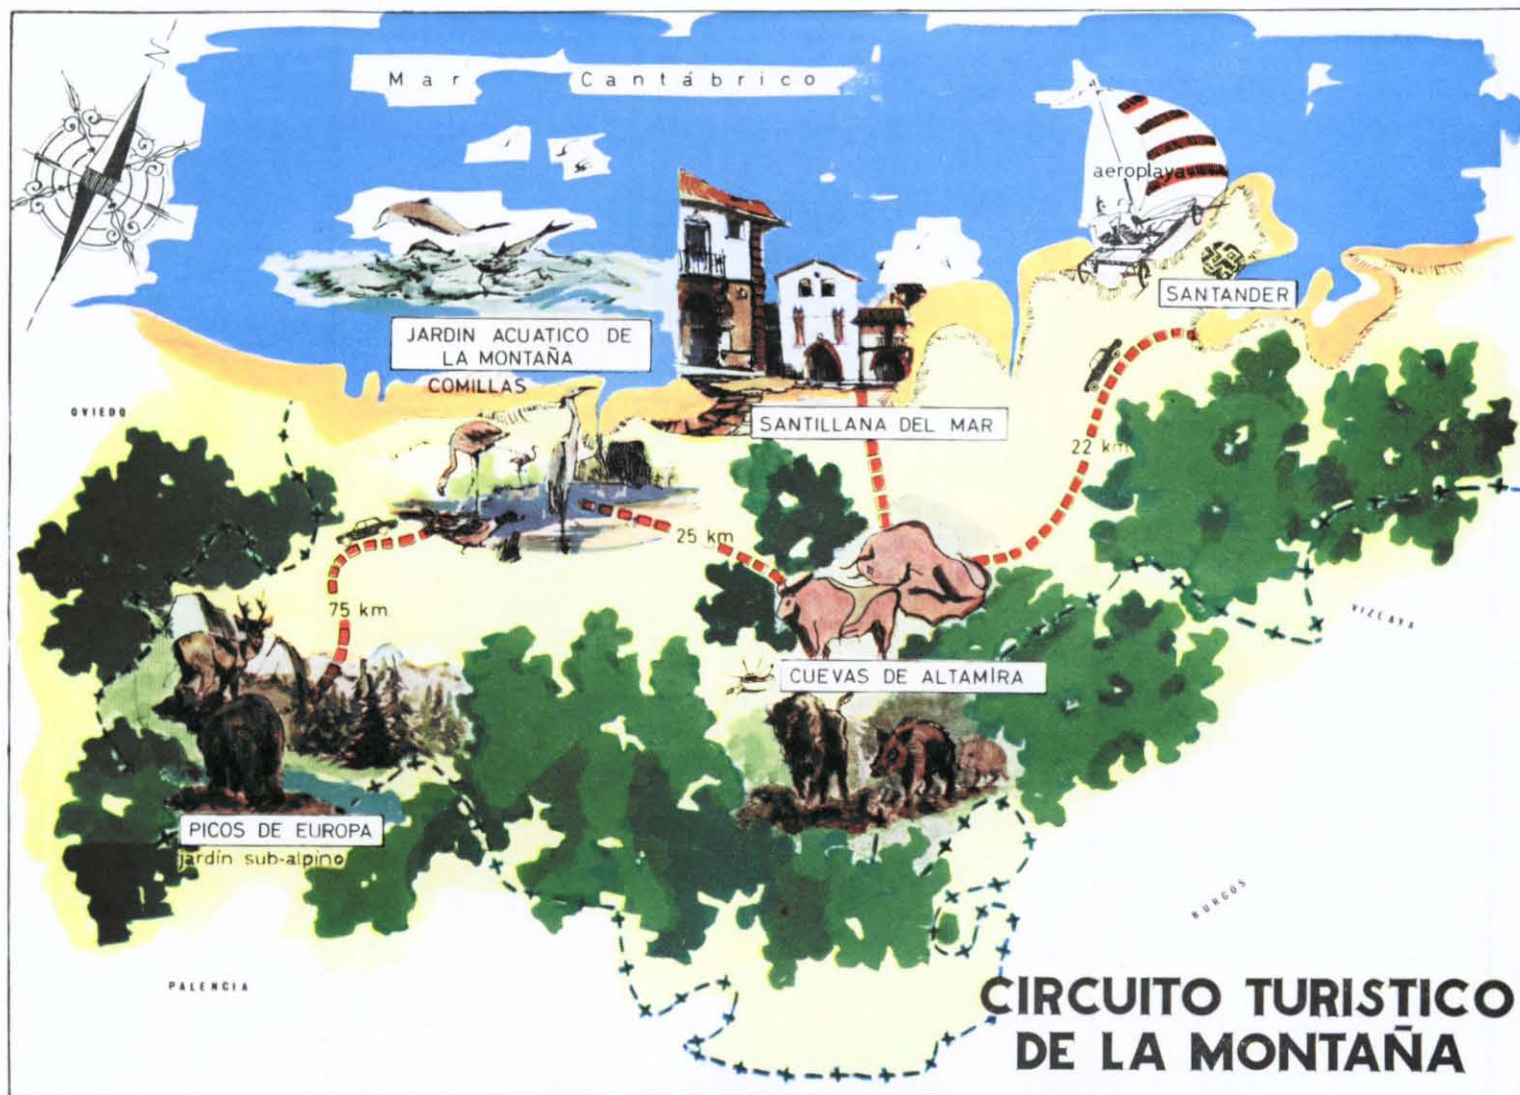 N
Mar Cantábrico
aeroplaya
SANTANDER
JARDIN ACUATICO DE
LA MONTAÑA
COMILLAS
OVIEDO
SANTILLANA DEL MAR
22 km.
25 km
75 km.
VIZCAYA
CUEVAS DE ALTAMIRA
PICOS DE EUROPA
jardín sub-alpino
BURGOS
PALENCIA
CIRCUITO TURISTICO
DE LA MONTAÑA